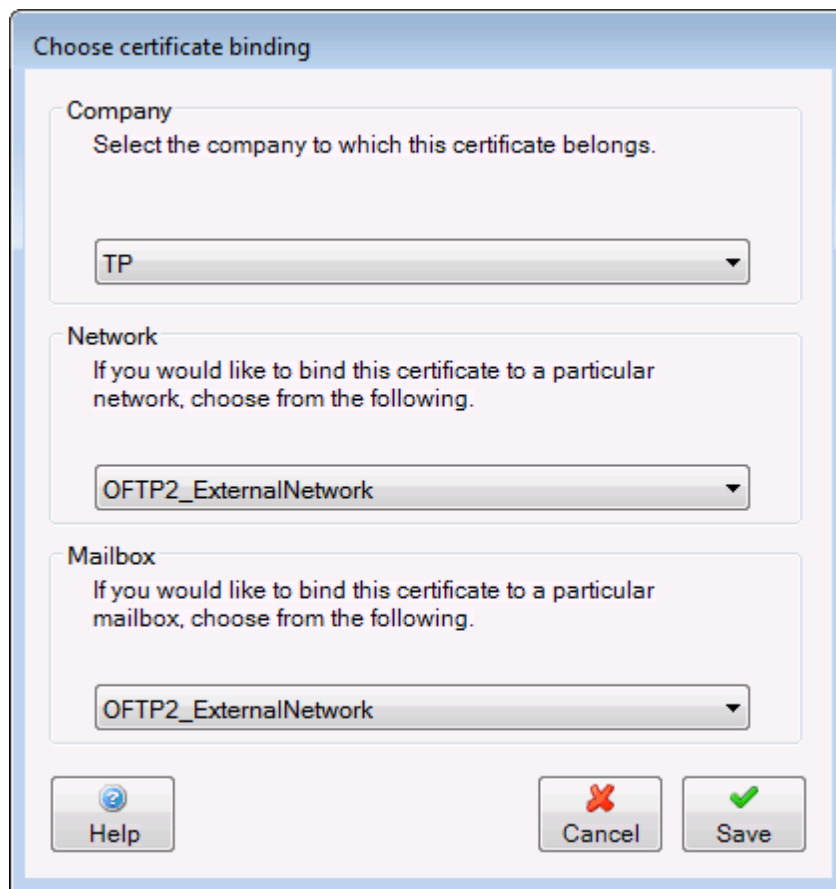 Choose certificate binding
Company
Select the company to which this certificate belongs.
TP
Network
If you would like to bind this certificate to a particular
network, choose from the following.
OFTP2_ExternalNetwork
Mailbox
If you would like to bind this certificate to a particular
mailbox, choose from the following.
OFTP2_ExternalNetwork
Help
Cancel
Save